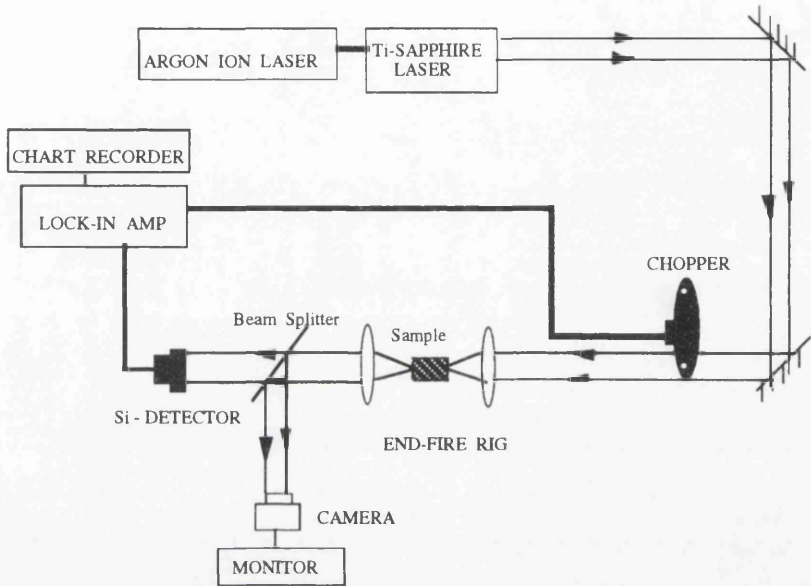 ARGON ION LASER
Ti-SAPPHIRE
LASER
CHART RECORDER
LOCK-IN AMP
CHOPPER
Beam Splitter
Sample
Si - DETECTOR
END-FIRE RIG
CAMERA
MONITOR